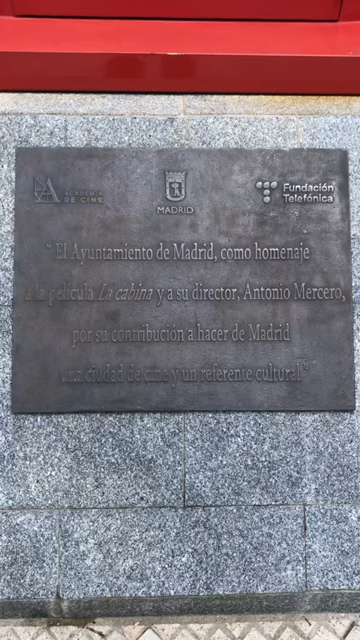 ACADEMIA
DE CINE
MADRID
Fundación
Telefónica
“El Ayuntamiento de Madrid, como homenaje
a la película La cabina y a su director, Antonio Mercero,
por su contribución a hacer de Madrid
una ciudad de cine y un referente cultural”